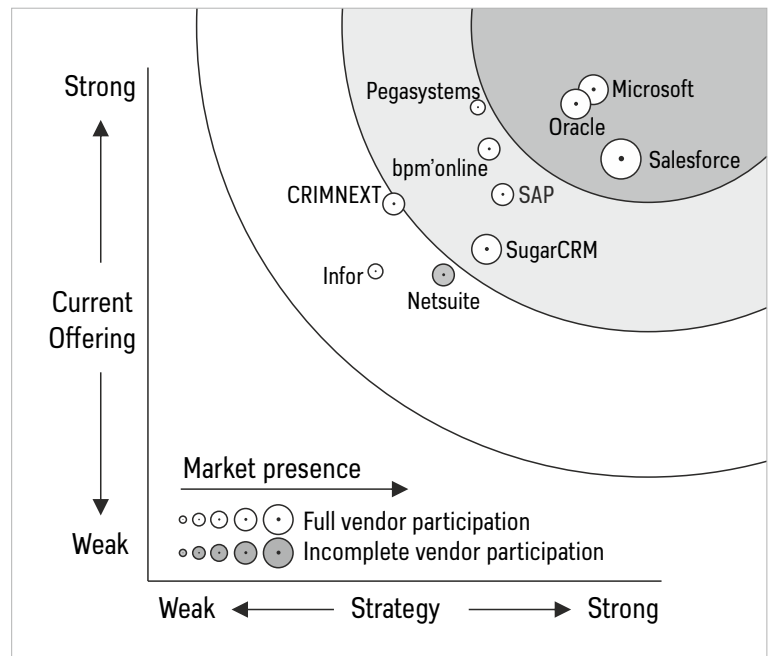 Strong
Pegasystems
Microsoft
Oracle
bpm'online
Salesforce
CRIMNEXT
SAP
SugarCRM
Infor
Netsuite
Current
Offering
Market presence
Full vendor participation
Weak
Incomplete vendor participation
Weak
Strategy
Strong